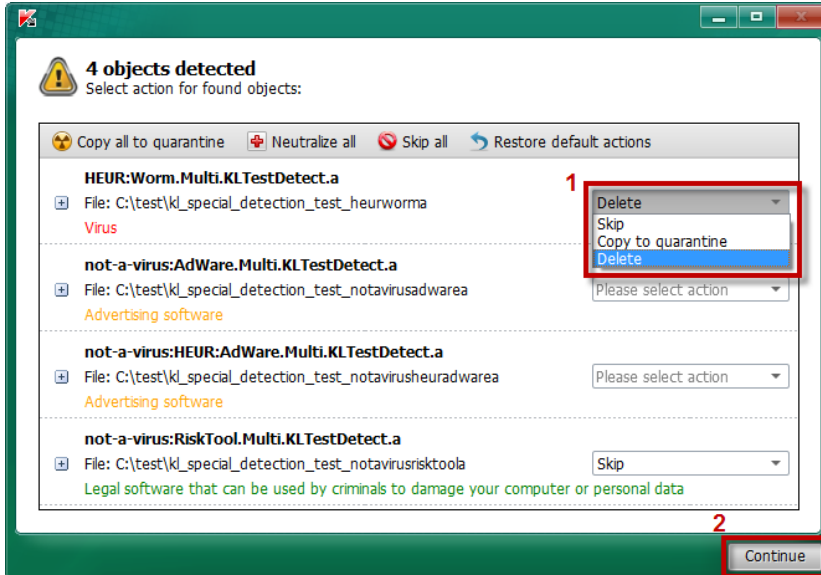 4 objects detected
Select action for found objects:
Copy all to quarantine Neutralize all Skip all Restore default actions
HEUR:Worm.Multi.KLTestDetect.a
1
File: C:\test\kl_special_detection_test_heurworma
Delete
Virus
Skip
Copy to quarantine
Delete
not-a-virus:AdWare.Multi.KLTestDetect.a
File: C:\test\kl_special_detection_test_notavirusadwarea
Please select action
Advertising software
not-a-virus:HEUR:AdWare.Multi.KLTestDetect.a
File: C:\test\kl_special_detection_test_notavirusheuradwarea
Please select action
Advertising software
not-a-virus:RiskTool.Multi.KLTestDetect.a
File: C:\test\kl_special_detection_test_notavirusrisktoola
Skip
Legal software that can be used by criminals to damage your computer or personal data
2
Continue